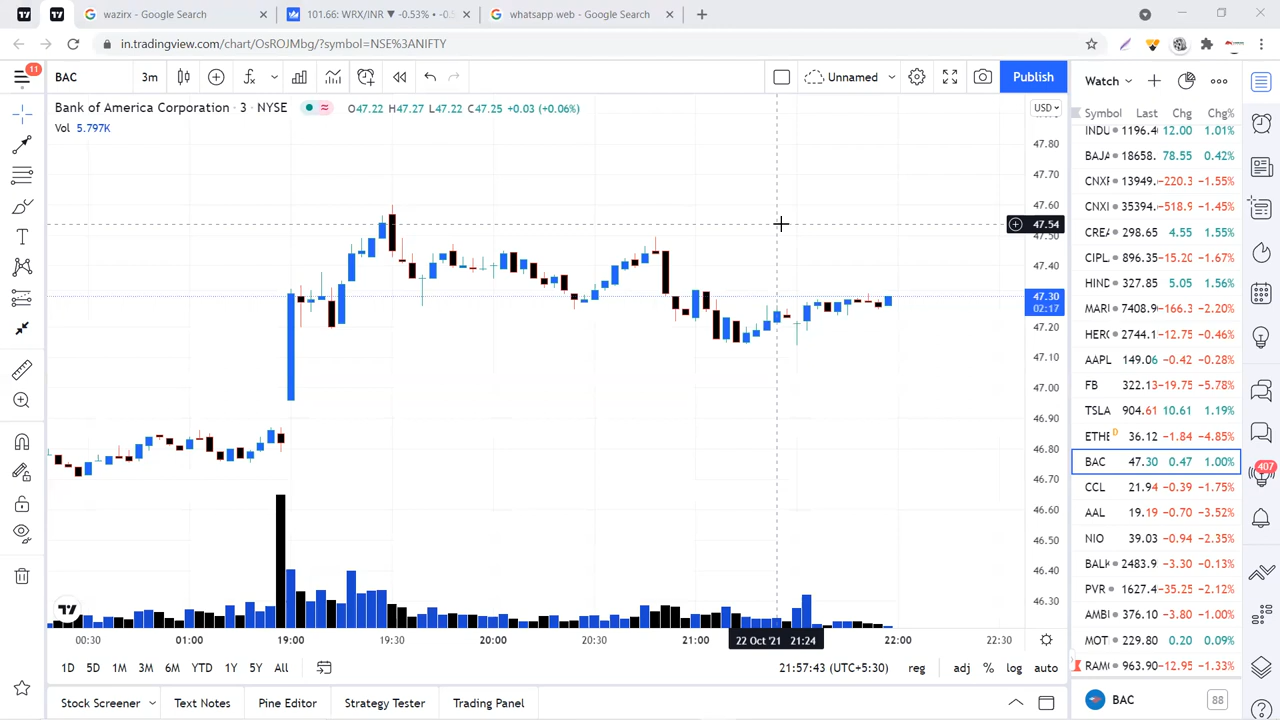 wazirx - Google Search
101.66: WRX/INR ▼ -0.53% • -0.5
whatsapp web - Google Search
in.tradingview.com/chart/OsROJMbg/?symbol=NSE%3ANIFTY
11
BAC
3m
Unnamed
Publish
Watch
Bank of America Corporation · 3 · NYSE
O47.22 H47.27 L47.22 C47.25 +0.03 (+0.06%)
USD
Vol 5.797K
Symbol Last Chg Chg%
INDU 1196.4 12.00 1.01%
BAJA 18658. 78.55 0.42%
CNXF 13949. -220.3 -1.55%
CNXI 35394. -518.9 -1.45%
CREA 298.65 4.55 1.55%
CIPL 896.35 -15.20 -1.67%
HIND 327.85 5.05 1.56%
MARI 7408.9 -166.3 -2.20%
HERO 2744.1 -12.75 -0.46%
AAPL 149.06 -0.42 -0.28%
FB 322.13 -19.75 -5.78%
TSLA 904.61 10.61 1.19%
ETHE D 36.12 -1.84 -4.85%
BAC 47.30 0.47 1.00%
CCL 21.94 -0.39 -1.75%
AAL 19.19 -0.70 -3.52%
NIO 39.03 -0.94 -2.35%
BALK 2483.9 -3.30 -0.13%
PVR 1627.4 -35.25 -2.12%
AMBI 376.10 -3.80 -1.00%
MOT 229.80 0.20 0.09%
RAMC 963.90 -12.95 -1.33%
47.80
47.70
47.60
47.54
47.50
47.40
47.30
02:17
47.20
47.10
47.00
46.90
46.80
46.70
46.60
46.50
46.40
46.30
407
00:30 01:00 19:00 19:30 20:00 20:30 21:00 22 Oct '21 21:24 22:00 22:30
1D 5D 1M 3M 6M YTD 1Y 5Y All
21:57:43 (UTC+5:30) reg adj % log auto
Stock Screener Text Notes Pine Editor Strategy Tester Trading Panel
BAC 88